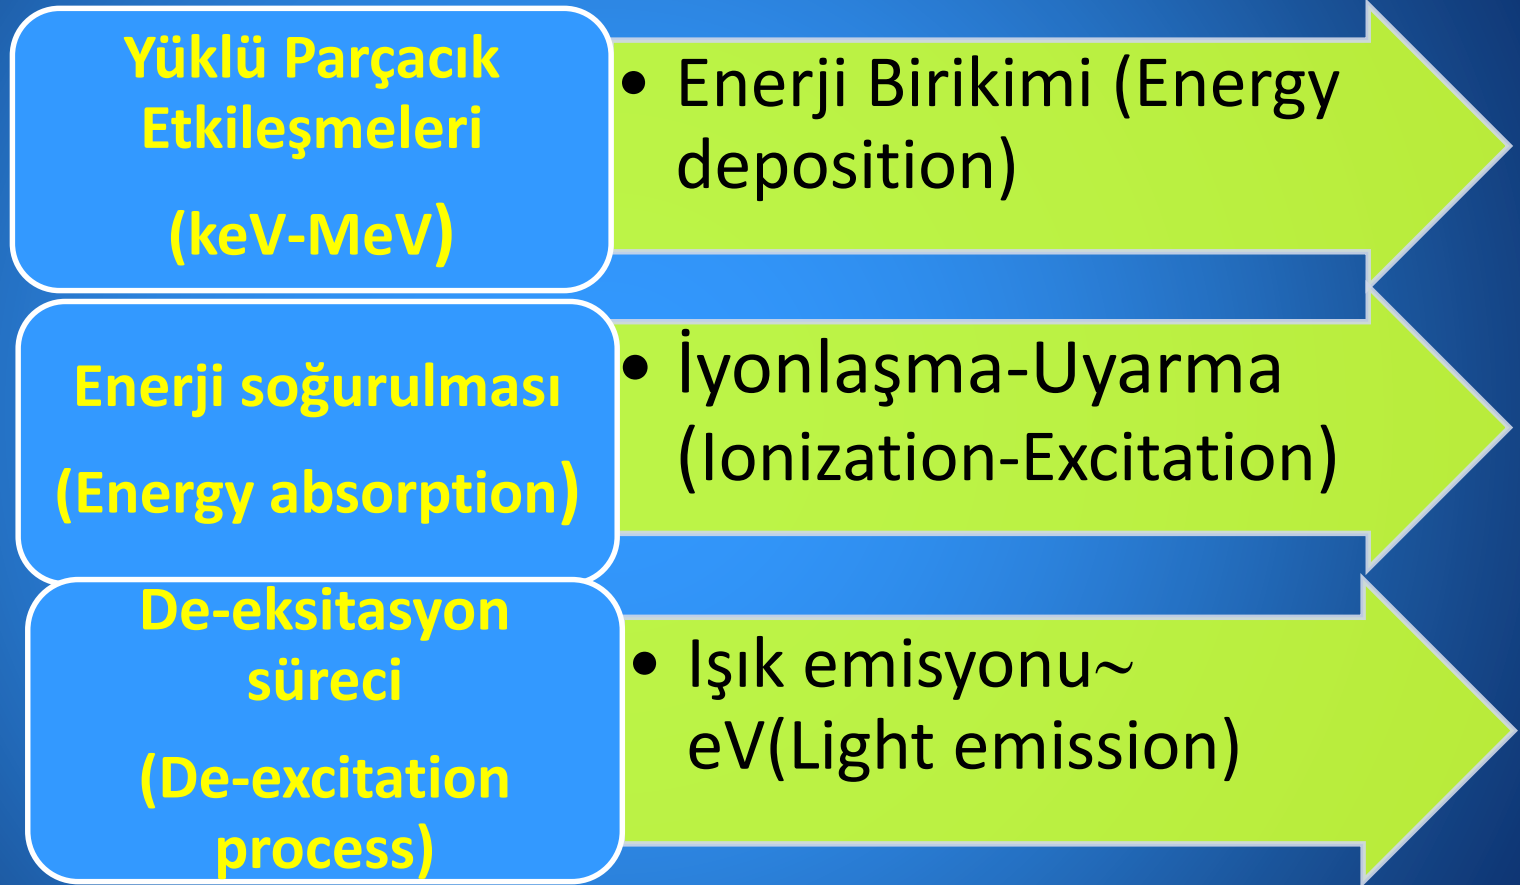 Yüklü Parçacık
Etkileşmeleri
(keV-MeV)
• Enerji Birikimi (Energy
deposition)
Enerji soğurulması
(Energy absorption)
• İyonlaşma-Uyarma
(Ionization-Excitation)
De-eksitasyon
süreci
(De-excitation
process)
• Işık emisyonu~
eV(Light emission)